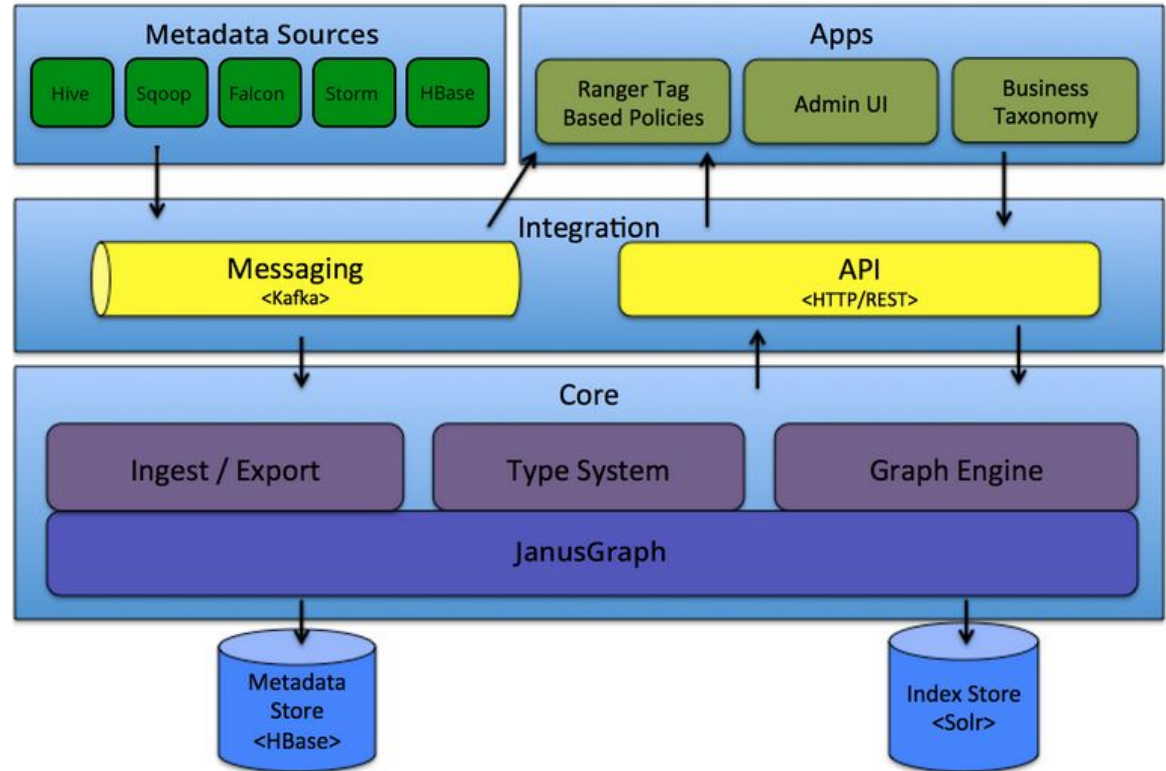 Metadata Sources
Hive
Sqoop
Falcon
Storm
HBase
Apps
Ranger Tag
Based Policies
Admin UI
Business
Taxonomy
Integration
Messaging
<Kafka>
API
<HTTP/REST>
Core
Ingest / Export
Type System
Graph Engine
JanusGraph
Metadata
Store
<HBase>
Index Store
<Solr>